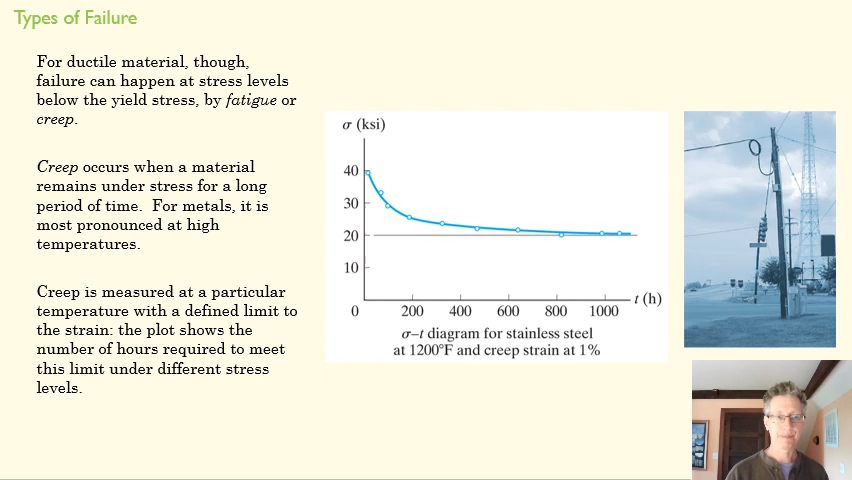 Types of Failure
For ductile material, though,
failure can happen at stress levels
below the yield stress, by fatigue or
creep.
Creep occurs when a material
remains under stress for a long
period of time.  For metals, it is
most pronounced at high
temperatures.
Creep is measured at a particular
temperature with a defined limit to
the strain: the plot shows the
number of hours required to meet
this limit under different stress
levels.
σ (ksi)
40
30
20
10
0 200 400 600 800 1000
t (h)
σ–t diagram for stainless steel
at 1200°F and creep strain at 1%